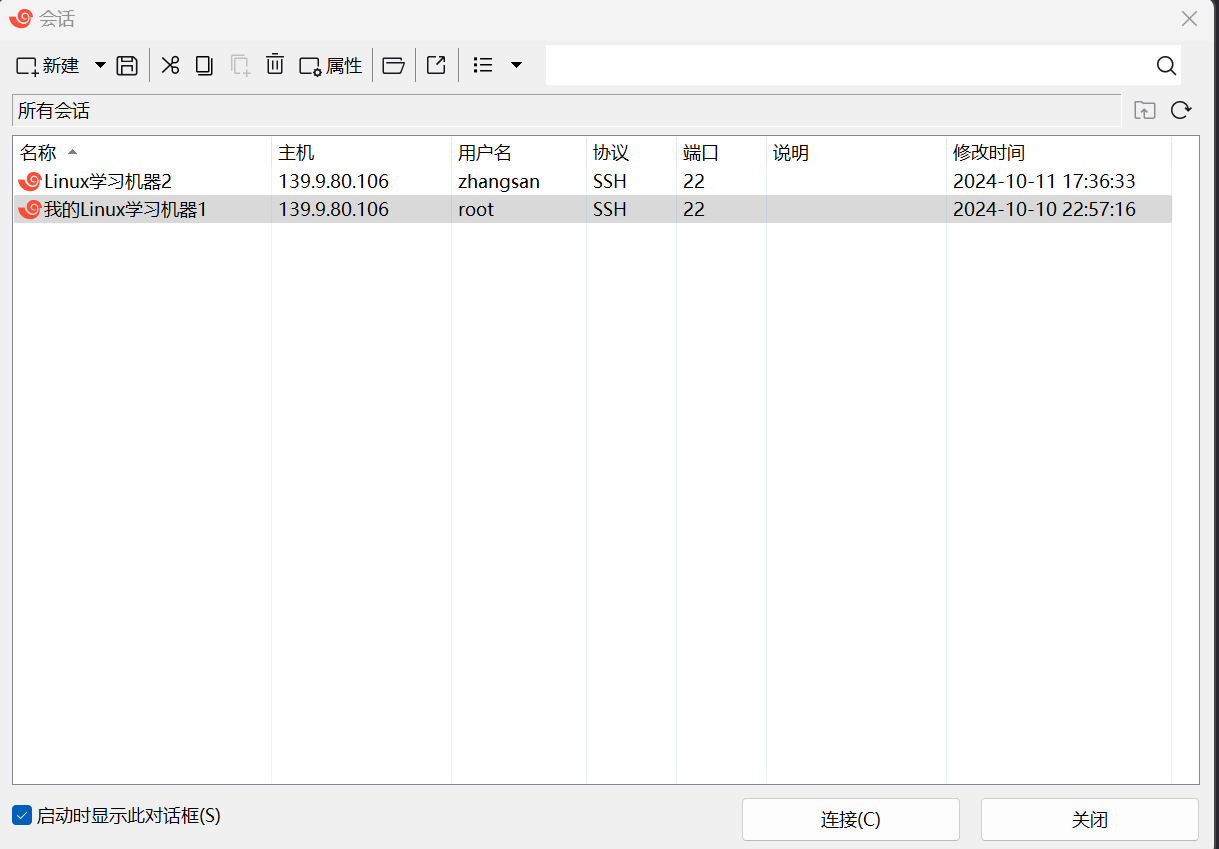 会话
新建 属性
所有会话
名称 主机 用户名 协议 端口 说明 修改时间
Linux学习机器2 139.9.80.106 zhangsan SSH 22 2024-10-11 17:36:33
我的Linux学习机器1 139.9.80.106 root SSH 22 2024-10-10 22:57:16
启动时显示此对话框(S) 连接(C) 关闭